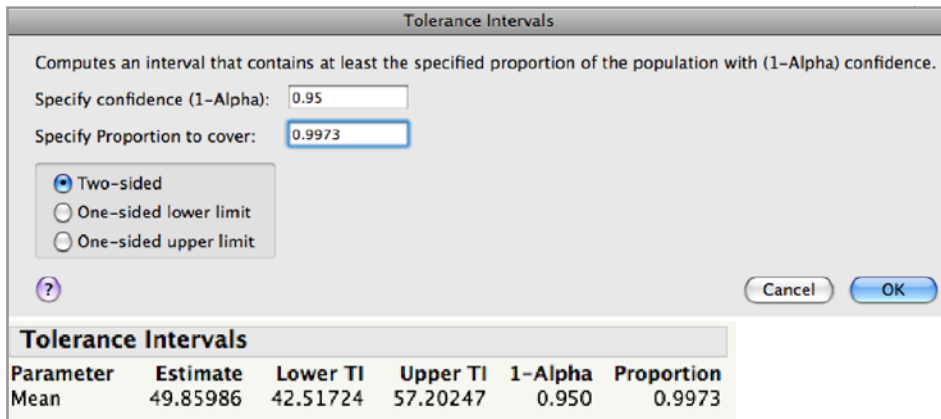 Tolerance Intervals
Computes an interval that contains at least the specified proportion of the population with (1-Alpha) confidence.
Specify confidence (1-Alpha): 0.95
Specify Proportion to cover: 0.9973
Two-sided
One-sided lower limit
One-sided upper limit
? Cancel OK
Tolerance Intervals
Parameter Estimate Lower TI Upper TI 1-Alpha Proportion
Mean 49.85986 42.51724 57.20247 0.950 0.9973